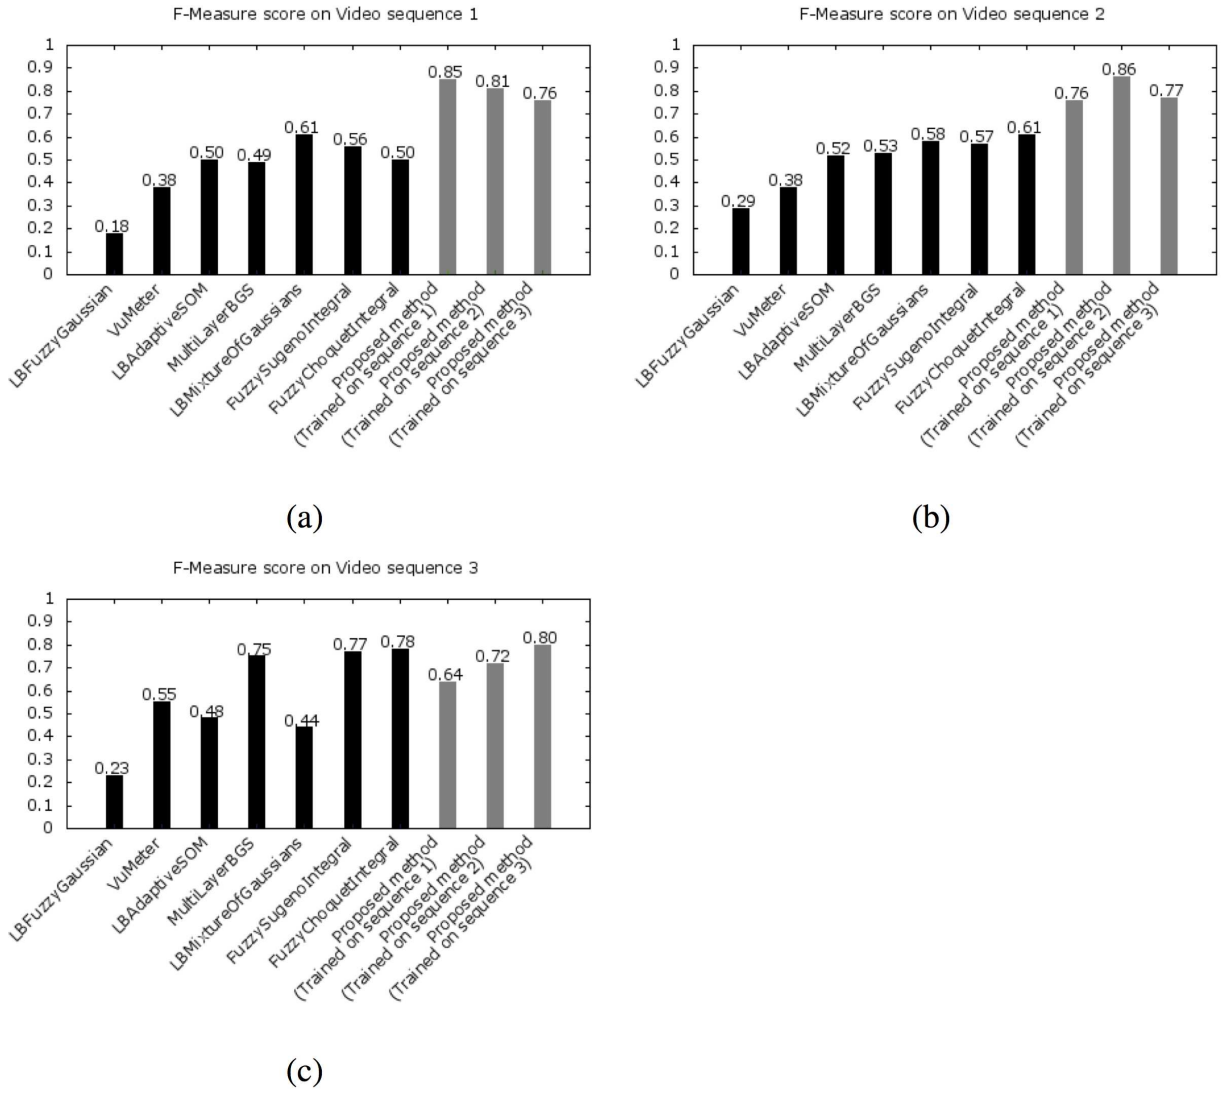 F-Measure score on Video sequence 1
1
0.9
0.8
0.7
0.6
0.5
0.4
0.3
0.2
0.1
0
0.18
0.38
0.50
0.49
0.61
0.56
0.50
0.85
0.81
0.76
LBFuzzyGaussian
VuMeter
LBAdaptiveSOM
MultiLayerBGS
LBMixtureOfGaussians
FuzzySugenoIntegral
FuzzyChoquetIntegral
Proposed method
(Trained on sequence 1)
Proposed method
(Trained on sequence 2)
Proposed method
(Trained on sequence 3)
(a)
F-Measure score on Video sequence 2
1
0.9
0.8
0.7
0.6
0.5
0.4
0.3
0.2
0.1
0
0.29
0.38
0.52
0.53
0.58
0.57
0.61
0.76
0.86
0.77
LBFuzzyGaussian
VuMeter
LBAdaptiveSOM
MultiLayerBGS
LBMixtureOfGaussians
FuzzySugenoIntegral
FuzzyChoquetIntegral
Proposed method
(Trained on sequence 1)
Proposed method
(Trained on sequence 2)
Proposed method
(Trained on sequence 3)
(b)
F-Measure score on Video sequence 3
1
0.9
0.8
0.7
0.6
0.5
0.4
0.3
0.2
0.1
0
0.23
0.55
0.48
0.75
0.44
0.77
0.78
0.64
0.72
0.80
LBFuzzyGaussian
VuMeter
LBAdaptiveSOM
MultiLayerBGS
LBMixtureOfGaussians
FuzzySugenoIntegral
FuzzyChoquetIntegral
Proposed method
(Trained on sequence 1)
Proposed method
(Trained on sequence 2)
Proposed method
(Trained on sequence 3)
(c)